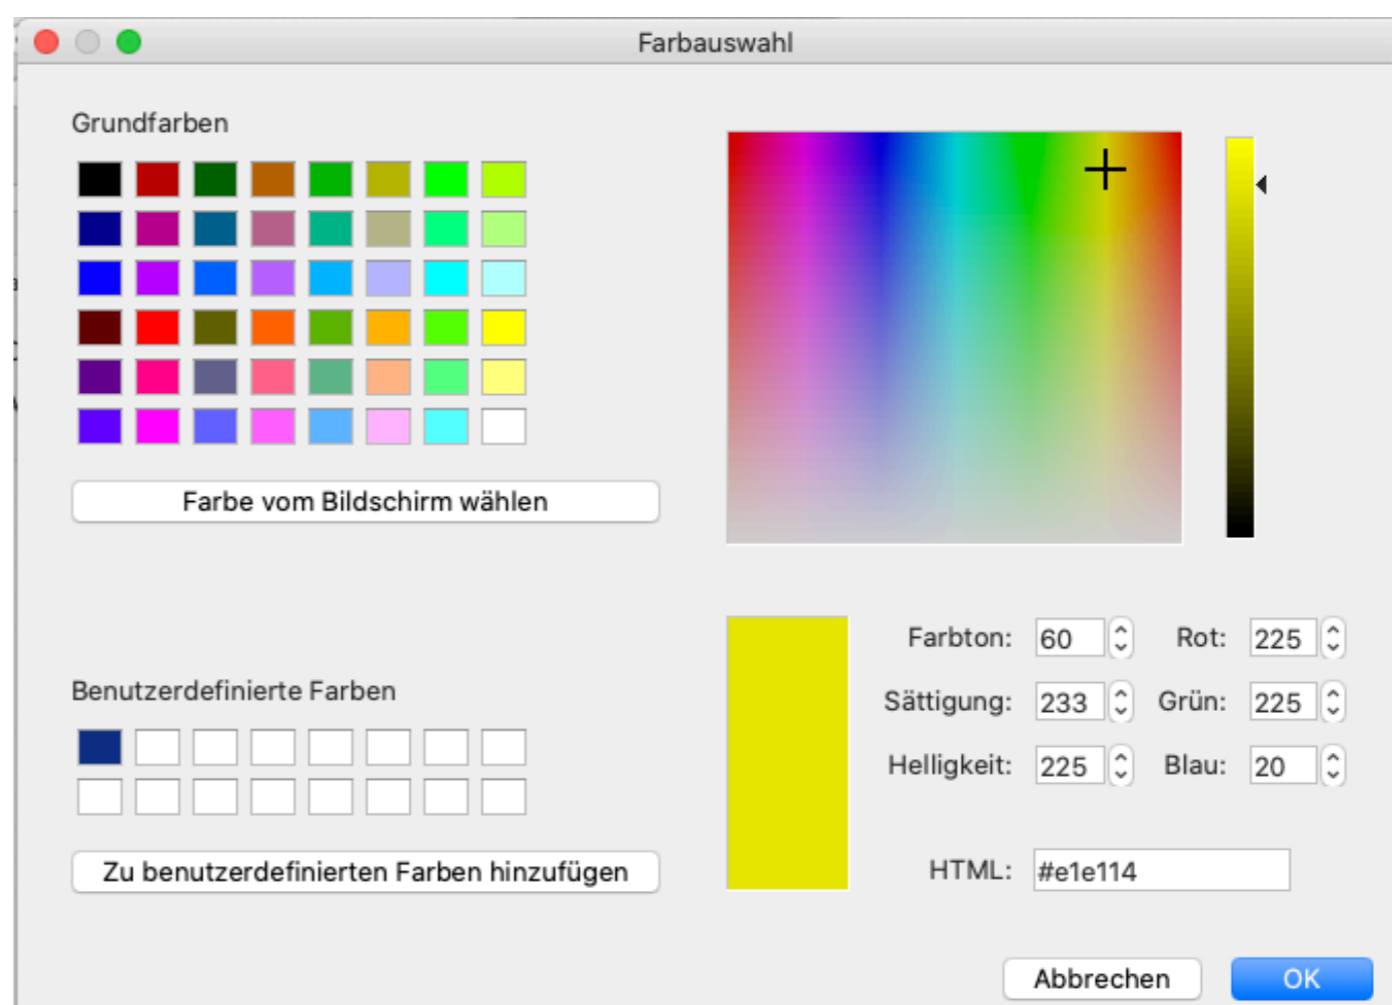 Farbauswahl
Grundfarben
Farbe vom Bildschirm wählen
Benutzerdefinierte Farben
Zu benutzerdefinierten Farben hinzufügen
Farbton: 60 Rot: 225
Sättigung: 233 Grün: 225
Helligkeit: 225 Blau: 20
HTML: #e1e114
Abbrechen OK